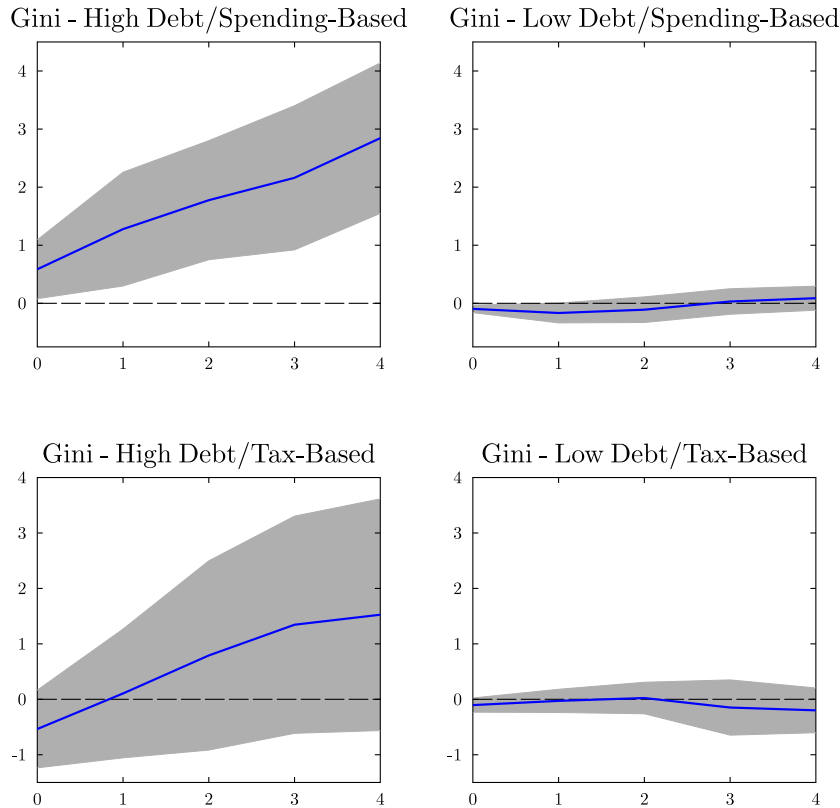 Gini - High Debt/Spending-Based
4
3
2
1
0
0 1 2 3 4
Gini - Low Debt/Spending-Based
4
3
2
1
0
0 1 2 3 4
Gini - High Debt/Tax-Based
4
3
2
1
0
-1
0 1 2 3 4
Gini - Low Debt/Tax-Based
4
3
2
1
0
-1
0 1 2 3 4